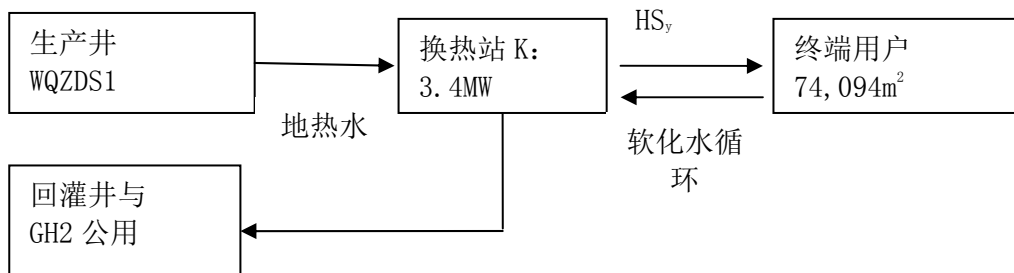 生产井
WQZDS1
地热水
换热站 K：
3.4MW
HSy
终端用户
74,094m²
软化水循
环
回灌井与
GH2 公用